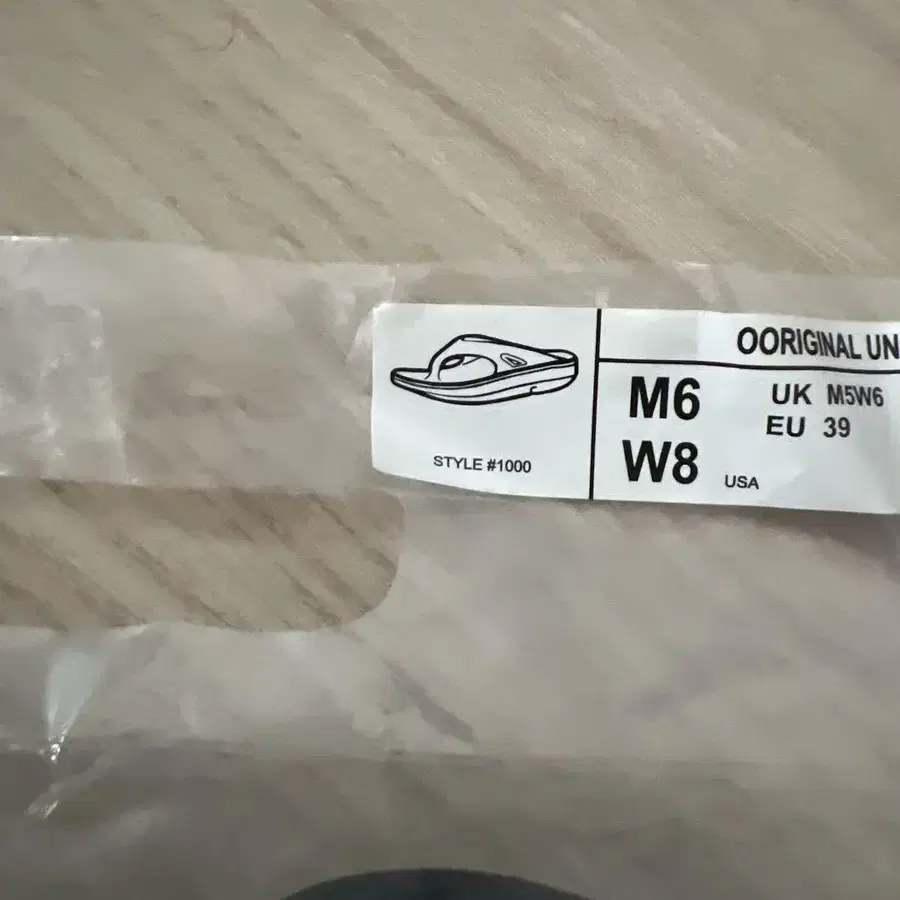 OORIGINAL UN
M6
W8
USA
UK M5W6
EU 39
STYLE #1000